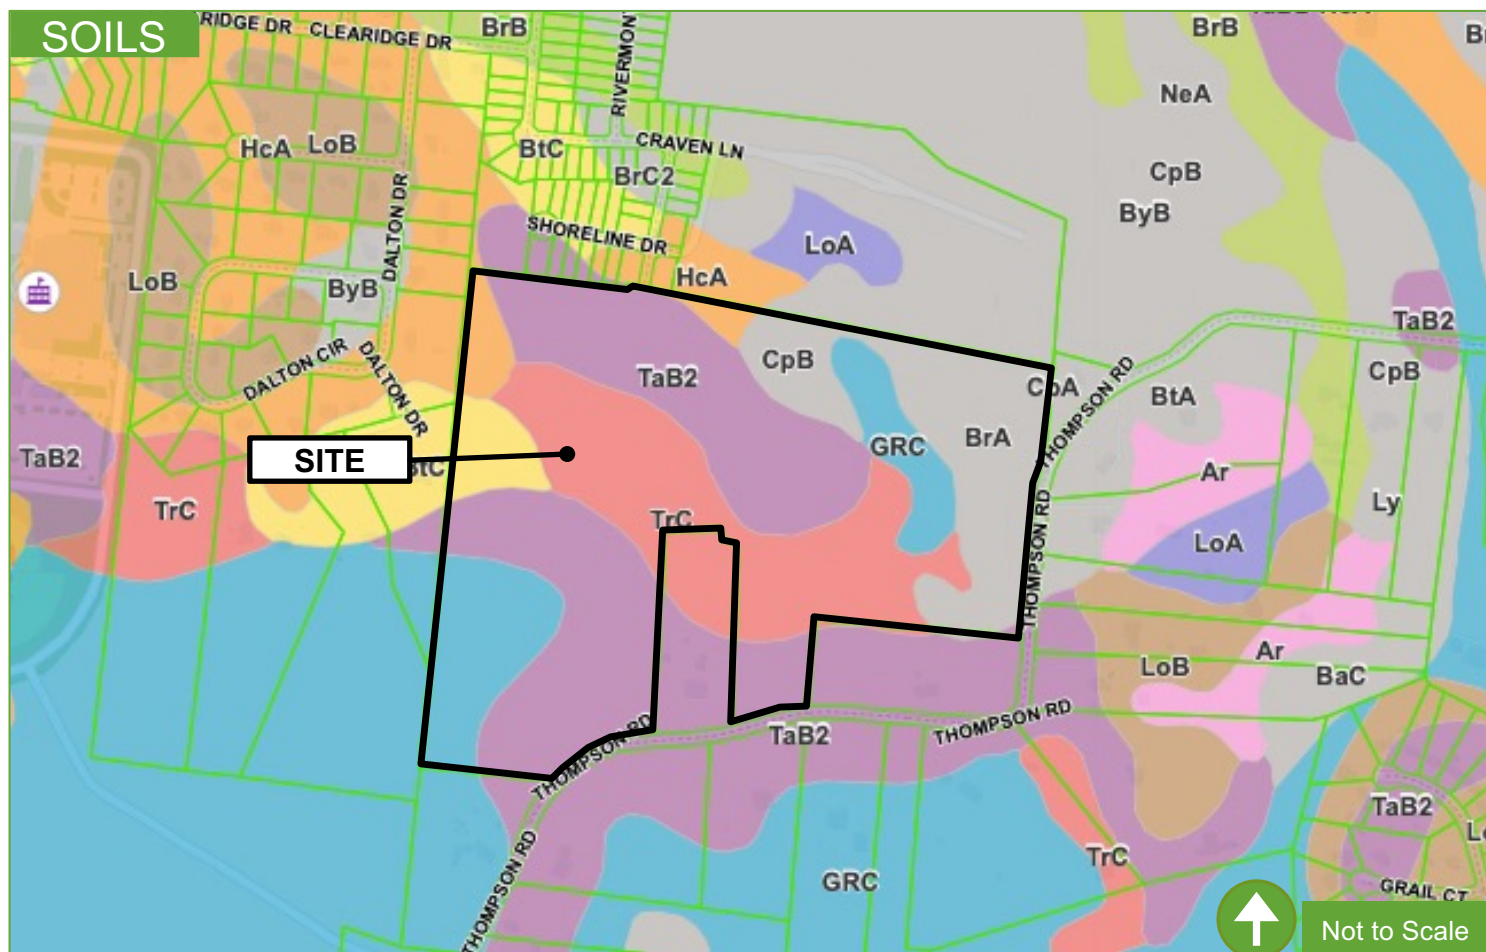 SOILS
RIDGE DR
CLEARIDGE DR
BrB
RIVERMONT
BrB
NeA
HcA
LoB
BtC
CRAVEN LN
BrC2
CpB
ByB
DALTON DR
SHORELINE DR
LoA
HcA
LoB
ByB
TaB2
DALTON CIR
DALTON DR
TaB2
CpB
CpA
THOMPSON RD
BtA
CpB
SITE
BtC
TaB2
GRC
BrA
Ar
TrC
TrC
THOMPSON RD
Ly
LoA
LoB
Ar
BaC
THOMPSON RD
TaB2
THOMPSON RD
THOMPSON RD
TaB2
TrC
GRC
GRAIL CT
Not to Scale